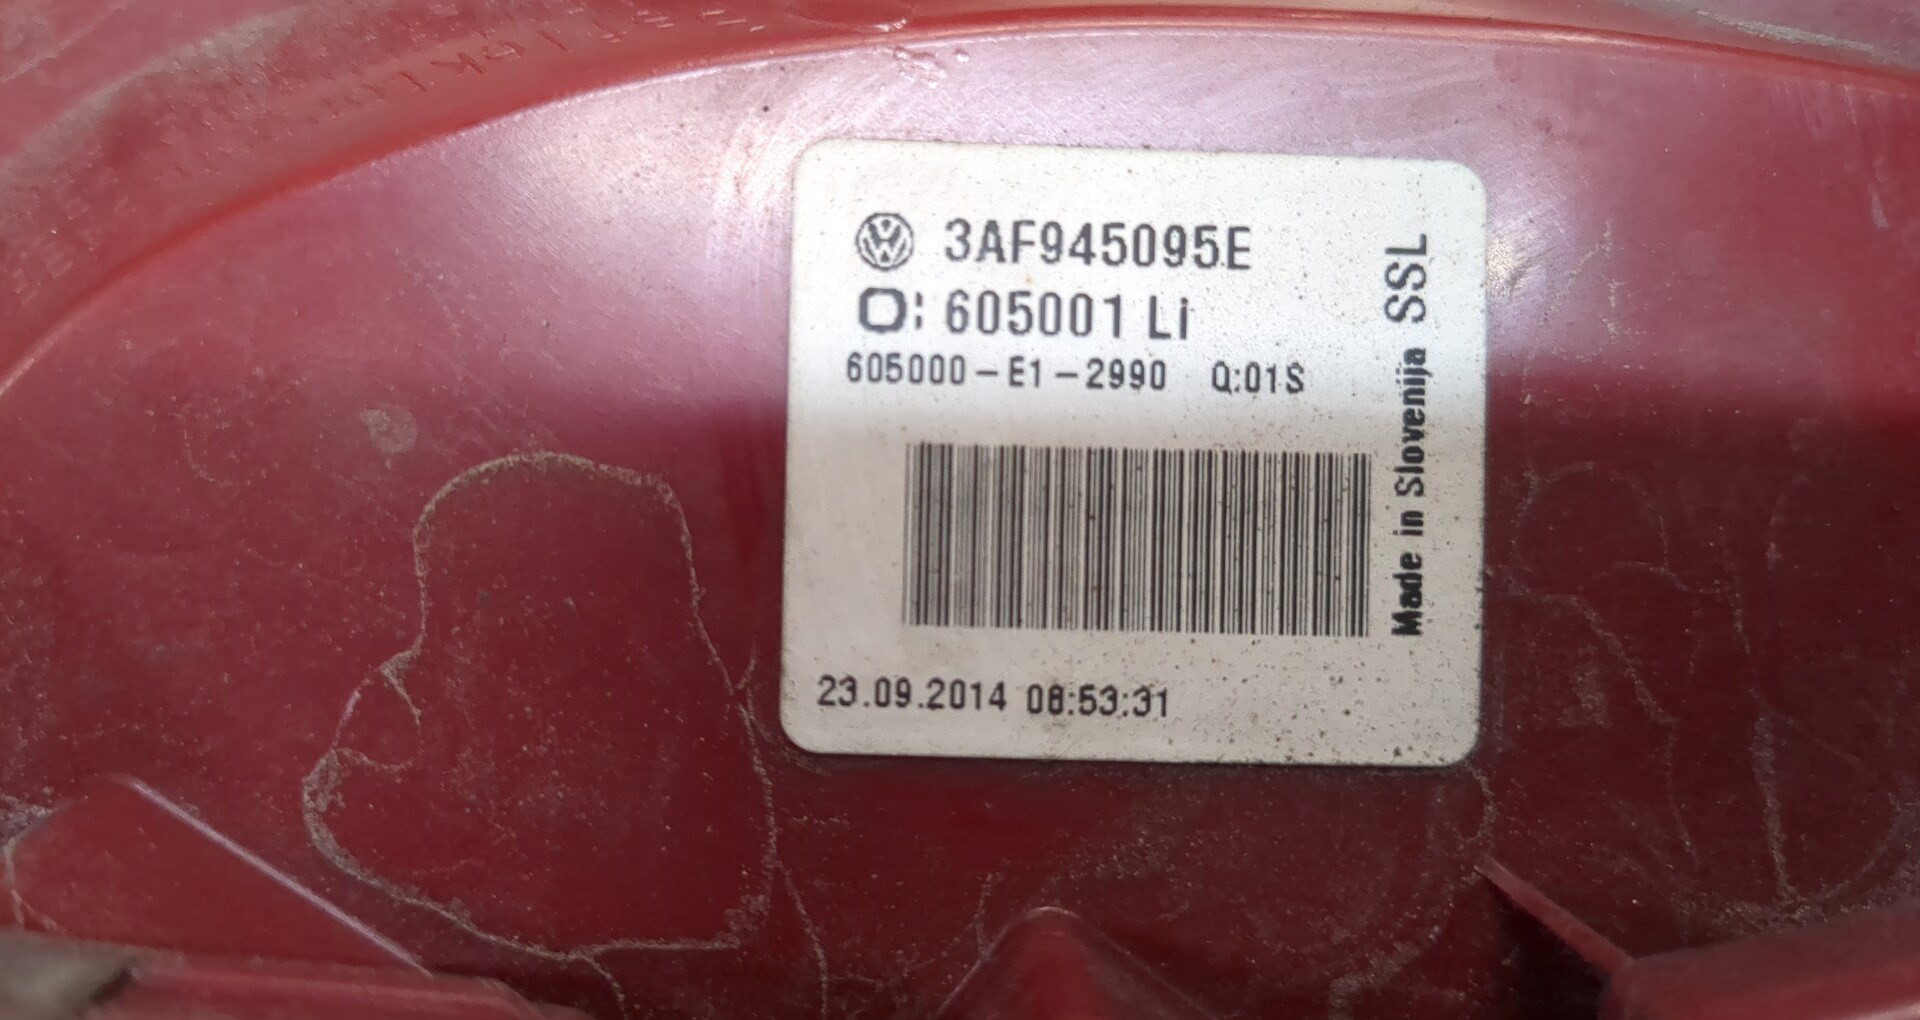 3AF945095E
O: 605001 Li
605000-E1-2990 Q:01S
Made in Slovenija SSL
23.09.2014 08:53:31